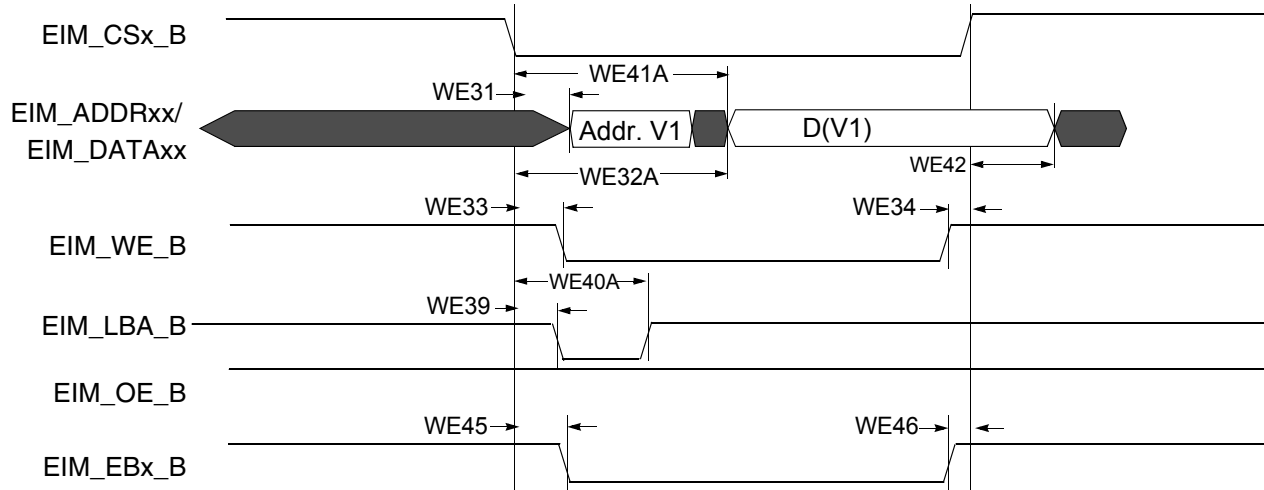 EIM_CSx_B
WE41A
WE31
EIM_ADDRxx/
EIM_DATAxx
Addr. V1
D(V1)
WE42
WE32A
WE33
WE34
EIM_WE_B
WE40A
WE39
EIM_LBA_B
EIM_OE_B
WE45
WE46
EIM_EBx_B